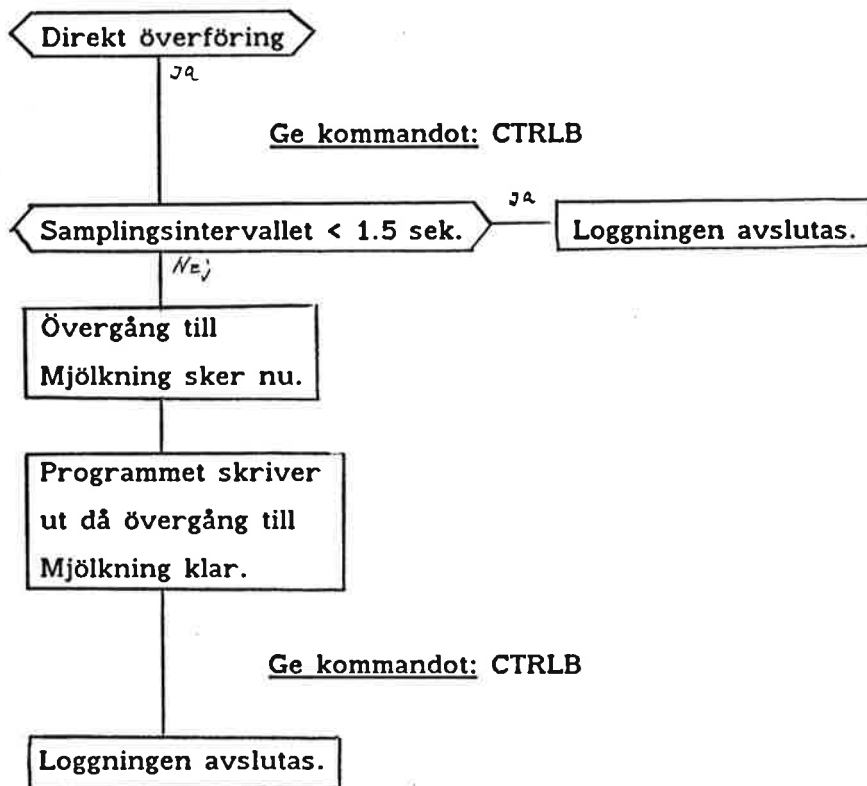 Direkt överföring
Ja
Ge kommandot: CTRLB
Samplingsintervallet < 1.5 sek.
Ja
Loggningen avslutas.
Nej
Övergång till
Mjölkning sker nu.
Programmet skriver
ut då övergång till
Mjölkning klar.
Ge kommandot: CTRLB
Loggningen avslutas.